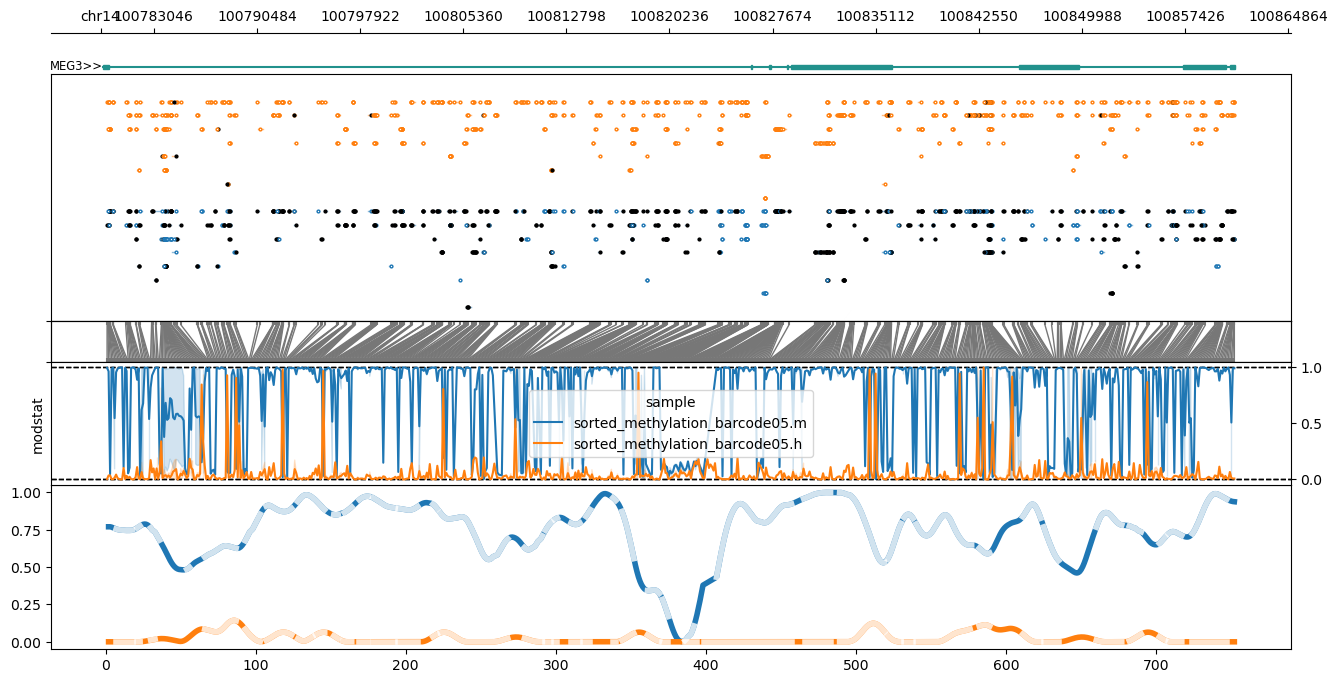 chr14 100783046 100790484 100797922 100805360 100812798 100820236 100827674 100835112 100842550 100849988 100857426 100864864
MEG3>>
1.0
sample
sorted_methylation_barcode05.m
modstat
0.5
sorted_methylation_barcode05.h
0.0
1.00
0.75
0.50
0.25
0.00
0 100 200 300 400 500 600 700